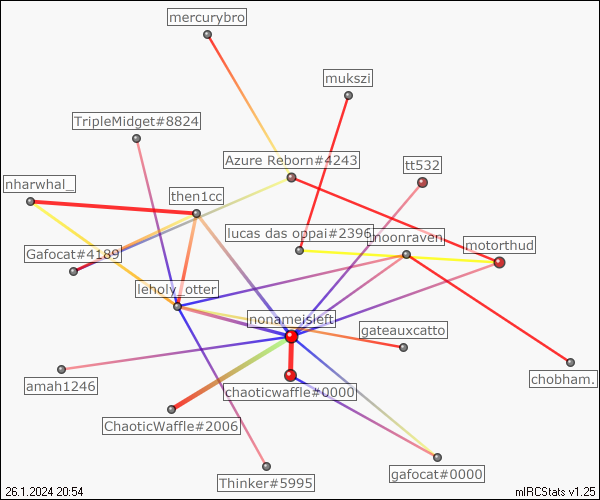 mercurybro
mukszi
TripleMidget#8824
Azure Reborn#4243
tt532
nharwhal_
then1cc
lucas das oppai#2396
moonraven
motorthud
Gafocat#4189
leholy_otter
nonameisleft
gateauxcatto
amah1246
chaoticwaffle#0000
chobham.
ChaoticWaffle#2006
Thinker#5995
gafocat#0000
26.1.2024 20:54
mIRCStats v1.25